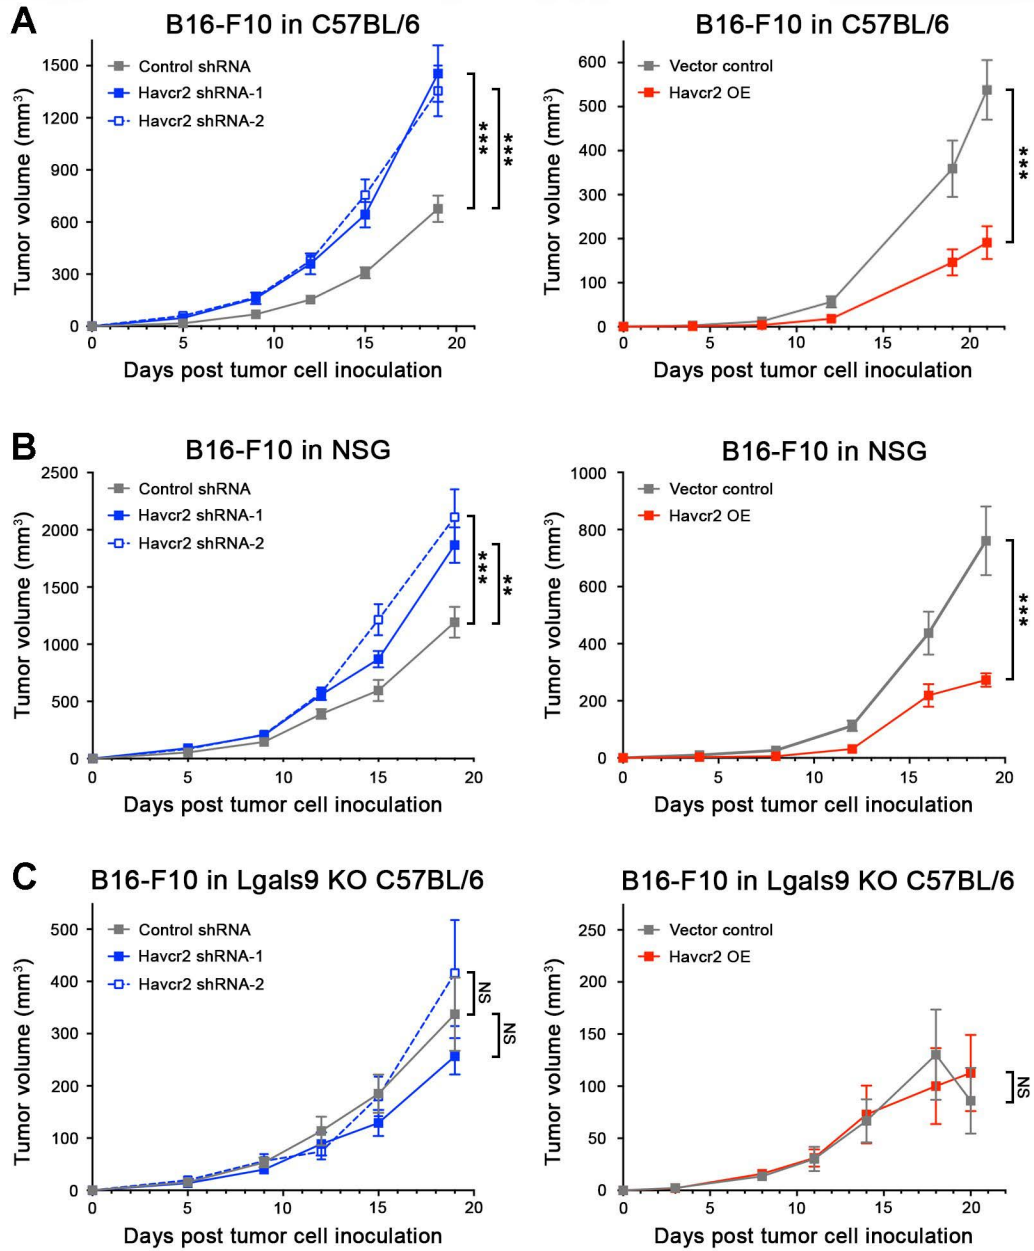 A
B16-F10 in C57BL/6
Control shRNA
Havcr2 shRNA-1
Havcr2 shRNA-2
Tumor volume (mm³)
1500
1200
900
600
300
0
0 5 10 15 20
Days post tumor cell inoculation
***
***
B16-F10 in C57BL/6
Vector control
Havcr2 OE
Tumor volume (mm³)
600
500
400
300
200
100
0
0 5 10 15 20
Days post tumor cell inoculation
***
B
B16-F10 in NSG
Control shRNA
Havcr2 shRNA-1
Havcr2 shRNA-2
Tumor volume (mm³)
2500
2000
1500
1000
500
0
0 5 10 15 20
Days post tumor cell inoculation
***
**
B16-F10 in NSG
Vector control
Havcr2 OE
Tumor volume (mm³)
1000
800
600
400
200
0
0 5 10 15 20
Days post tumor cell inoculation
***
C
B16-F10 in Lgals9 KO C57BL/6
Control shRNA
Havcr2 shRNA-1
Havcr2 shRNA-2
Tumor volume (mm³)
500
400
300
200
100
0
0 5 10 15 20
Days post tumor cell inoculation
NS
NS
B16-F10 in Lgals9 KO C57BL/6
Vector control
Havcr2 OE
Tumor volume (mm³)
250
200
150
100
50
0
0 5 10 15 20
Days post tumor cell inoculation
NS